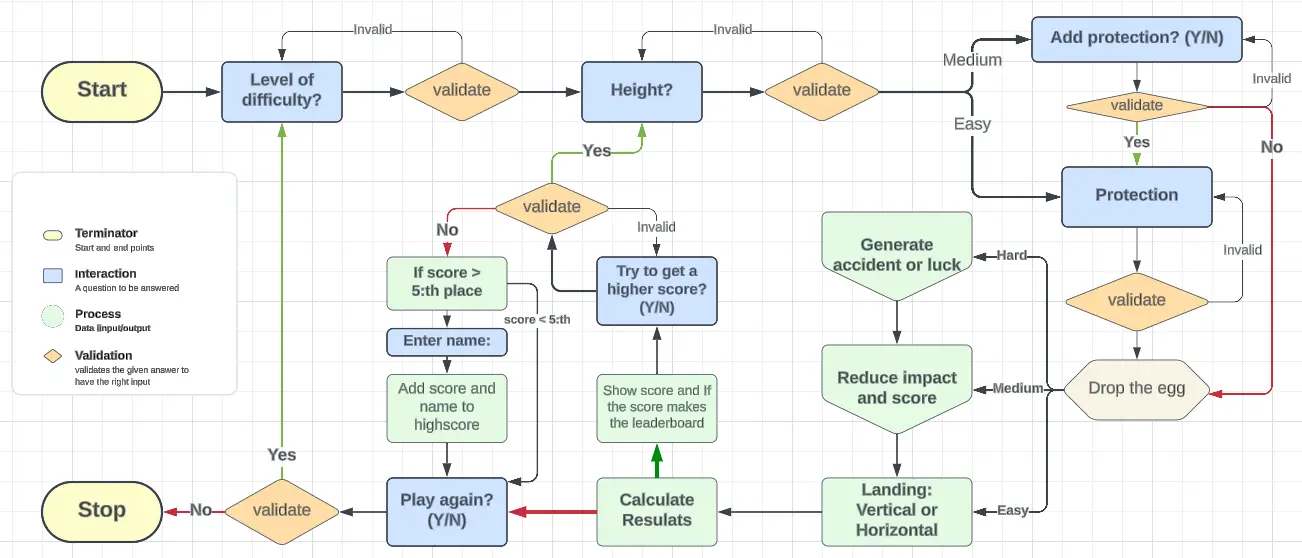 Invalid
Invalid
Start
Level of
difficulty?
validate
Height?
validate
Medium
Easy
Add protection? (Y/N)
Invalid
validate
Yes
No
Protection
Invalid
validate
Drop the egg
Yes
validate
No
Invalid
Terminator
Start and end points
Interaction
A question to be answered
Process
Data |input/output
Validation
validates the given answer to
have the right input
If score >
5:th place
score < 5:th
Enter name:
Add score and
name to
highscore
Try to get a
higher score?
(Y/N)
Show score and If
the score makes
the leaderboard
Generate
accident or luck
Hard
Reduce impact
and score
Medium
Landing:
Vertical or
Horizontal
Easy
Calculate
Resulats
Play again?
(Y/N)
Yes
validate
No
Stop